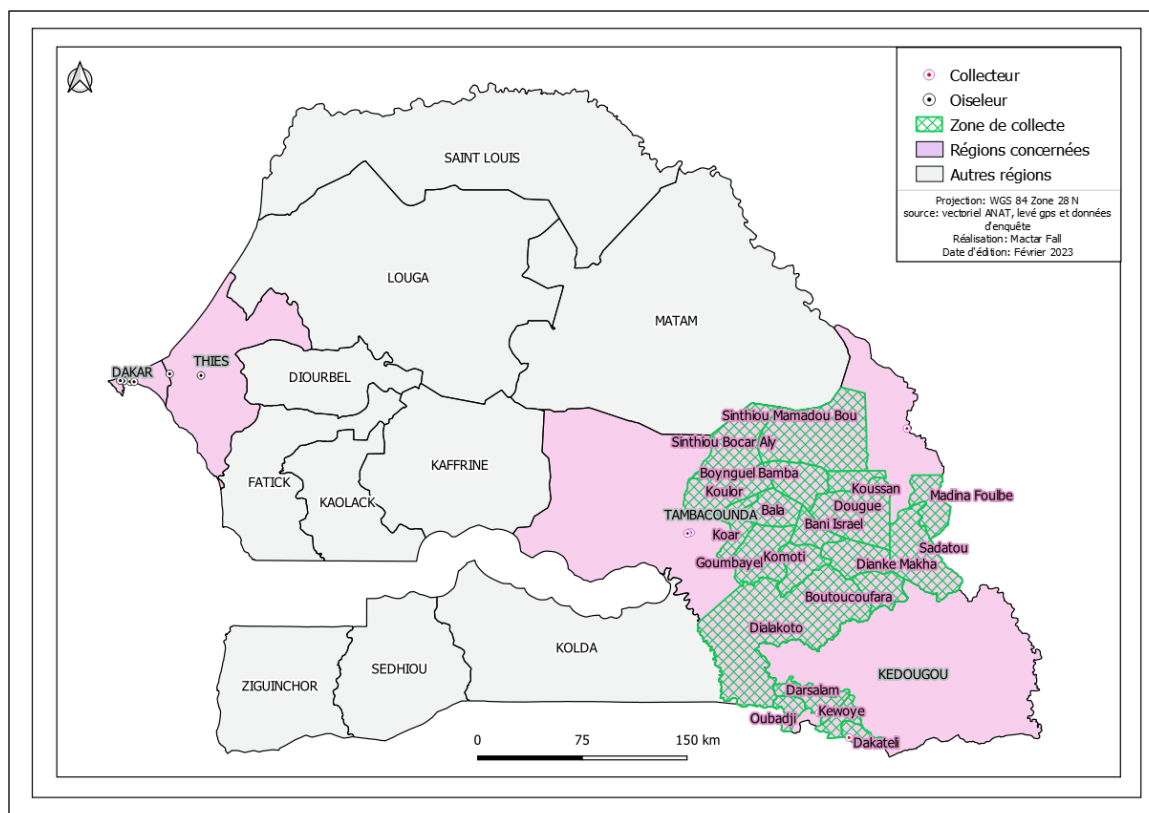 Collecteur
Oiseleur
Zone de collecte
Régions concernées
Autres régions
Projection: WGS 84 Zone 28 N
source: vectoriel ANAT, levé gps et données
d'enquête
Réalisation: Mactar Fall
Date d'édition: Février 2023
SAINT LOUIS
LOUGA
MATAM
DAKAR
THIES
DIOURBEL
Sinthiou Mamadou Bou
Sinthiou Bocar Aly
KAFFRINE
Boynguel Bamba
FATICK
Koulor
Koussan
Madina Foulbe
KAOLACK
Dougue
TAMBACOUNDA
Bala
Bani Israel
Koar
Sadatou
Goumbayel
Komoti
Dianke Makha
Boutoucoufara
Dialakoto
KOLDA
SEDHIOU
KEDOUGOU
ZIGUINCHOR
Darsalam
Kewoye
Oubadji
Dakateli
0 75 150 km